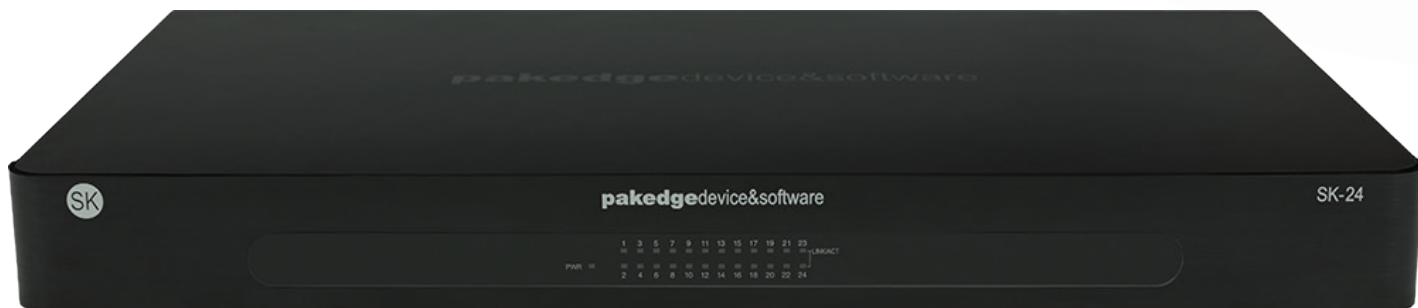 pakedgedevice&software
SK
pakedgedevice&software
SK-24
1 3 5 7 9 11 13 15 17 19 21 23
LINK/ACT
PWR
2 4 6 8 10 12 14 16 18 20 22 24